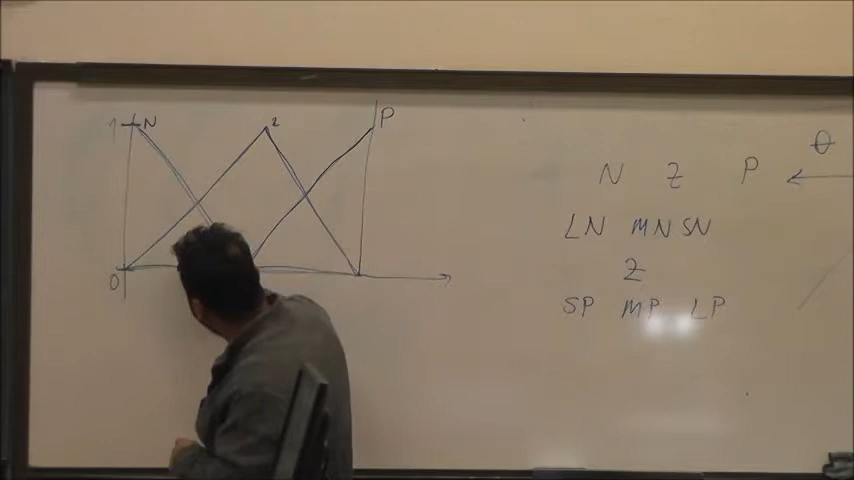 1 N Z P
0
θ
N Z P
LN MN SN
Z
SP MP LP